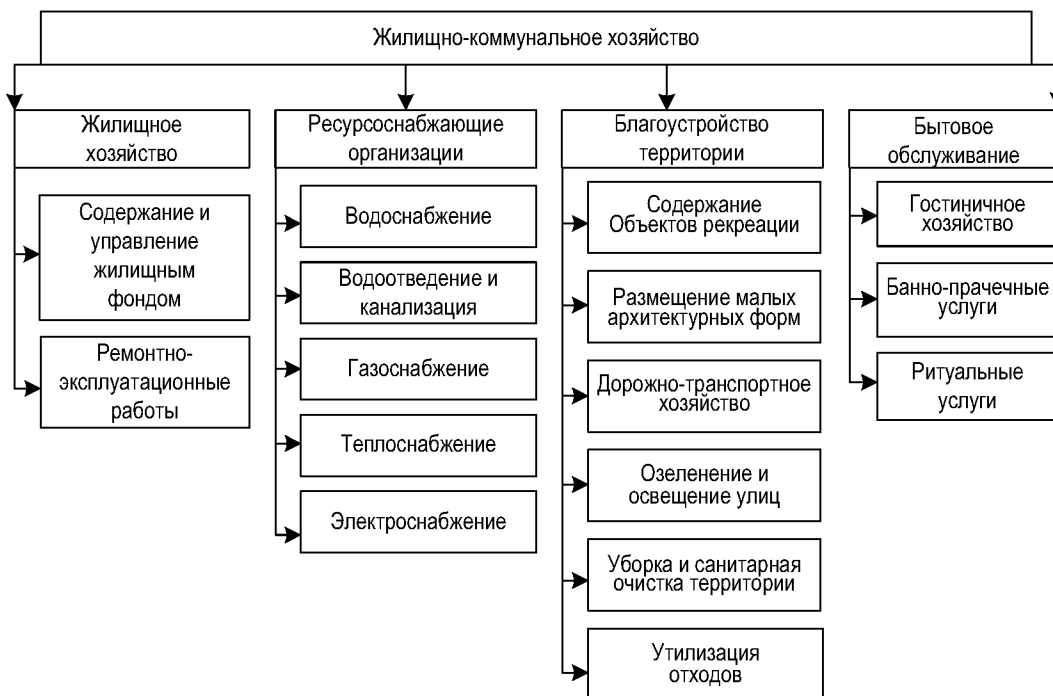 Жилищно-коммунальное хозяйство
Жилищное
хозяйство
Содержание и
управление
жилищным
фондом
Ремонтно-
эксплуатационные
работы
Ресурсоснабжающие
организации
Водоснабжение
Водоотведение и
канализация
Газоснабжение
Теплоснабжение
Электроснабжение
Благоустройство
территории
Содержание
Объектов рекреации
Размещение малых
архитектурных форм
Дорожно-транспортное
хозяйство
Озеленение и
освещение улиц
Уборка и санитарная
очистка территории
Утилизация
отходов
Бытовое
обслуживание
Гостиничное
хозяйство
Банно-прачечные
услуги
Ритуальные
услуги